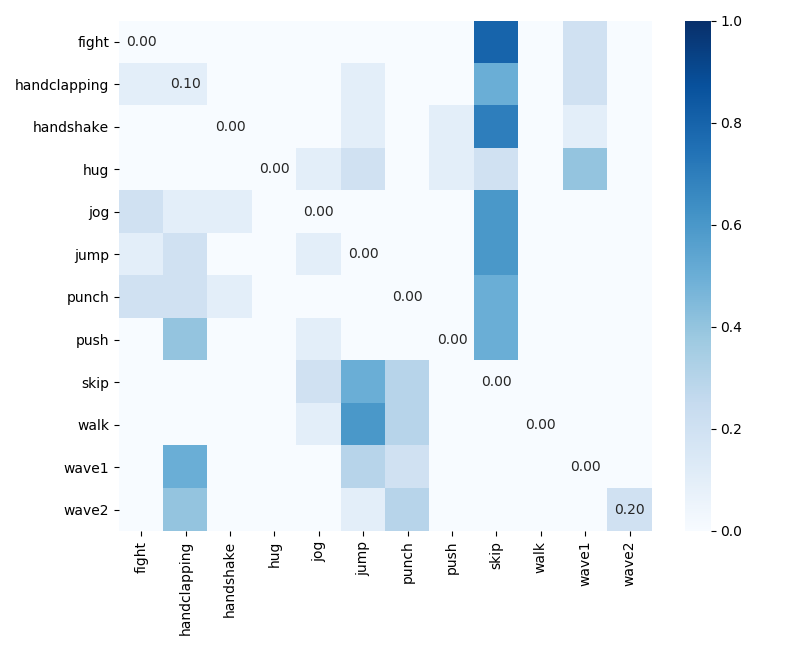 fight 0.00
handclapping 0.10
handshake 0.00
hug 0.00
jog 0.00
jump 0.00
punch 0.00
push 0.00
skip 0.00
walk 0.00
wave1 0.00
wave2 0.20
fight handclapping handshake hug jog jump punch push skip walk wave1 wave2
1.0
0.8
0.6
0.4
0.2
0.0